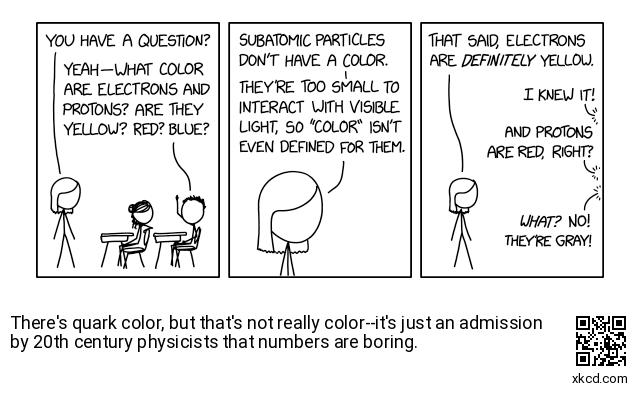 YOU HAVE A QUESTION?
YEAH—WHAT COLOR
ARE ELECTRONS AND
PROTONS? ARE THEY
YELLOW? RED? BLUE?
SUBATOMIC PARTICLES
DON'T HAVE A COLOR.
THEY'RE TOO SMALL TO
INTERACT WITH VISIBLE
LIGHT, SO "COLOR" ISN'T
EVEN DEFINED FOR THEM.
THAT SAID, ELECTRONS
ARE DEFINITELY YELLOW.
I KNEW IT!
AND PROTONS
ARE RED, RIGHT?
WHAT? NO!
THEY'RE GRAY!
There's quark color, but that's not really color--it's just an admission
by 20th century physicists that numbers are boring.
xkcd.com